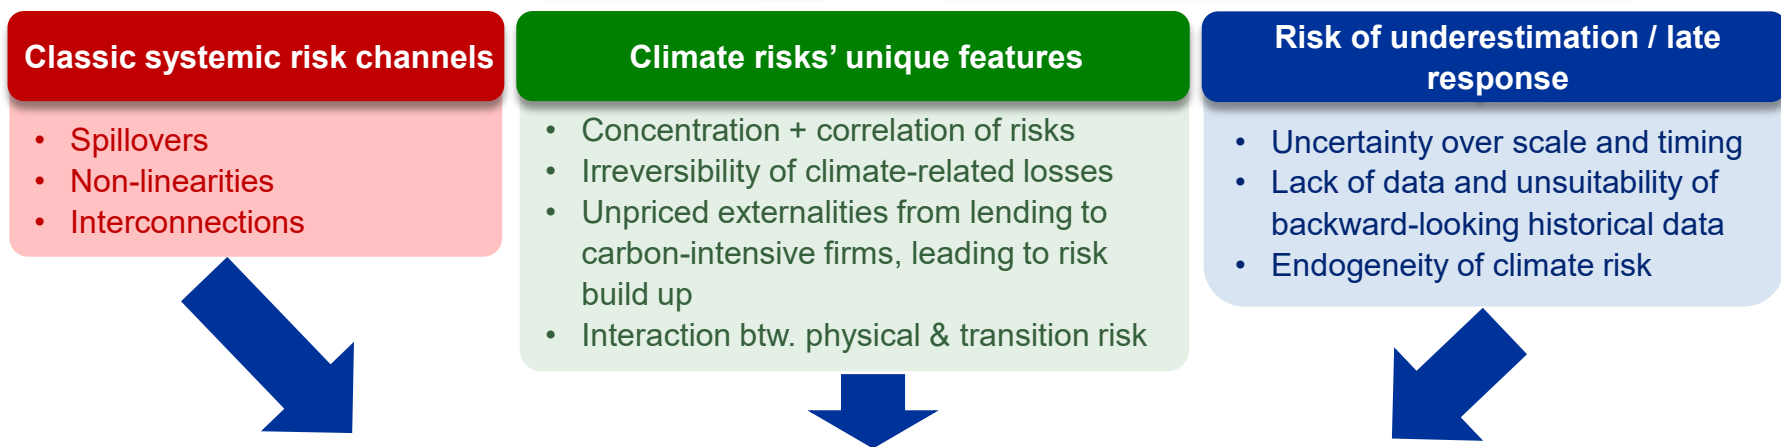 Classic systemic risk channels
• Spillovers
• Non-linearities
• Interconnections
Climate risks’ unique features
• Concentration + correlation of risks
• Irreversibility of climate-related losses
• Unpriced externalities from lending to
carbon-intensive firms, leading to risk
build up
• Interaction btw. physical & transition risk
Risk of underestimation / late
response
• Uncertainty over scale and timing
• Lack of data and unsuitability of
backward-looking historical data
• Endogeneity of climate risk